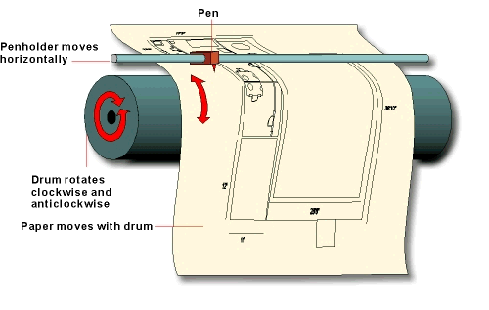 Pen
Penholder moves
horizontally
Drum rotates
clockwise and
anticlockwise
Paper moves with drum